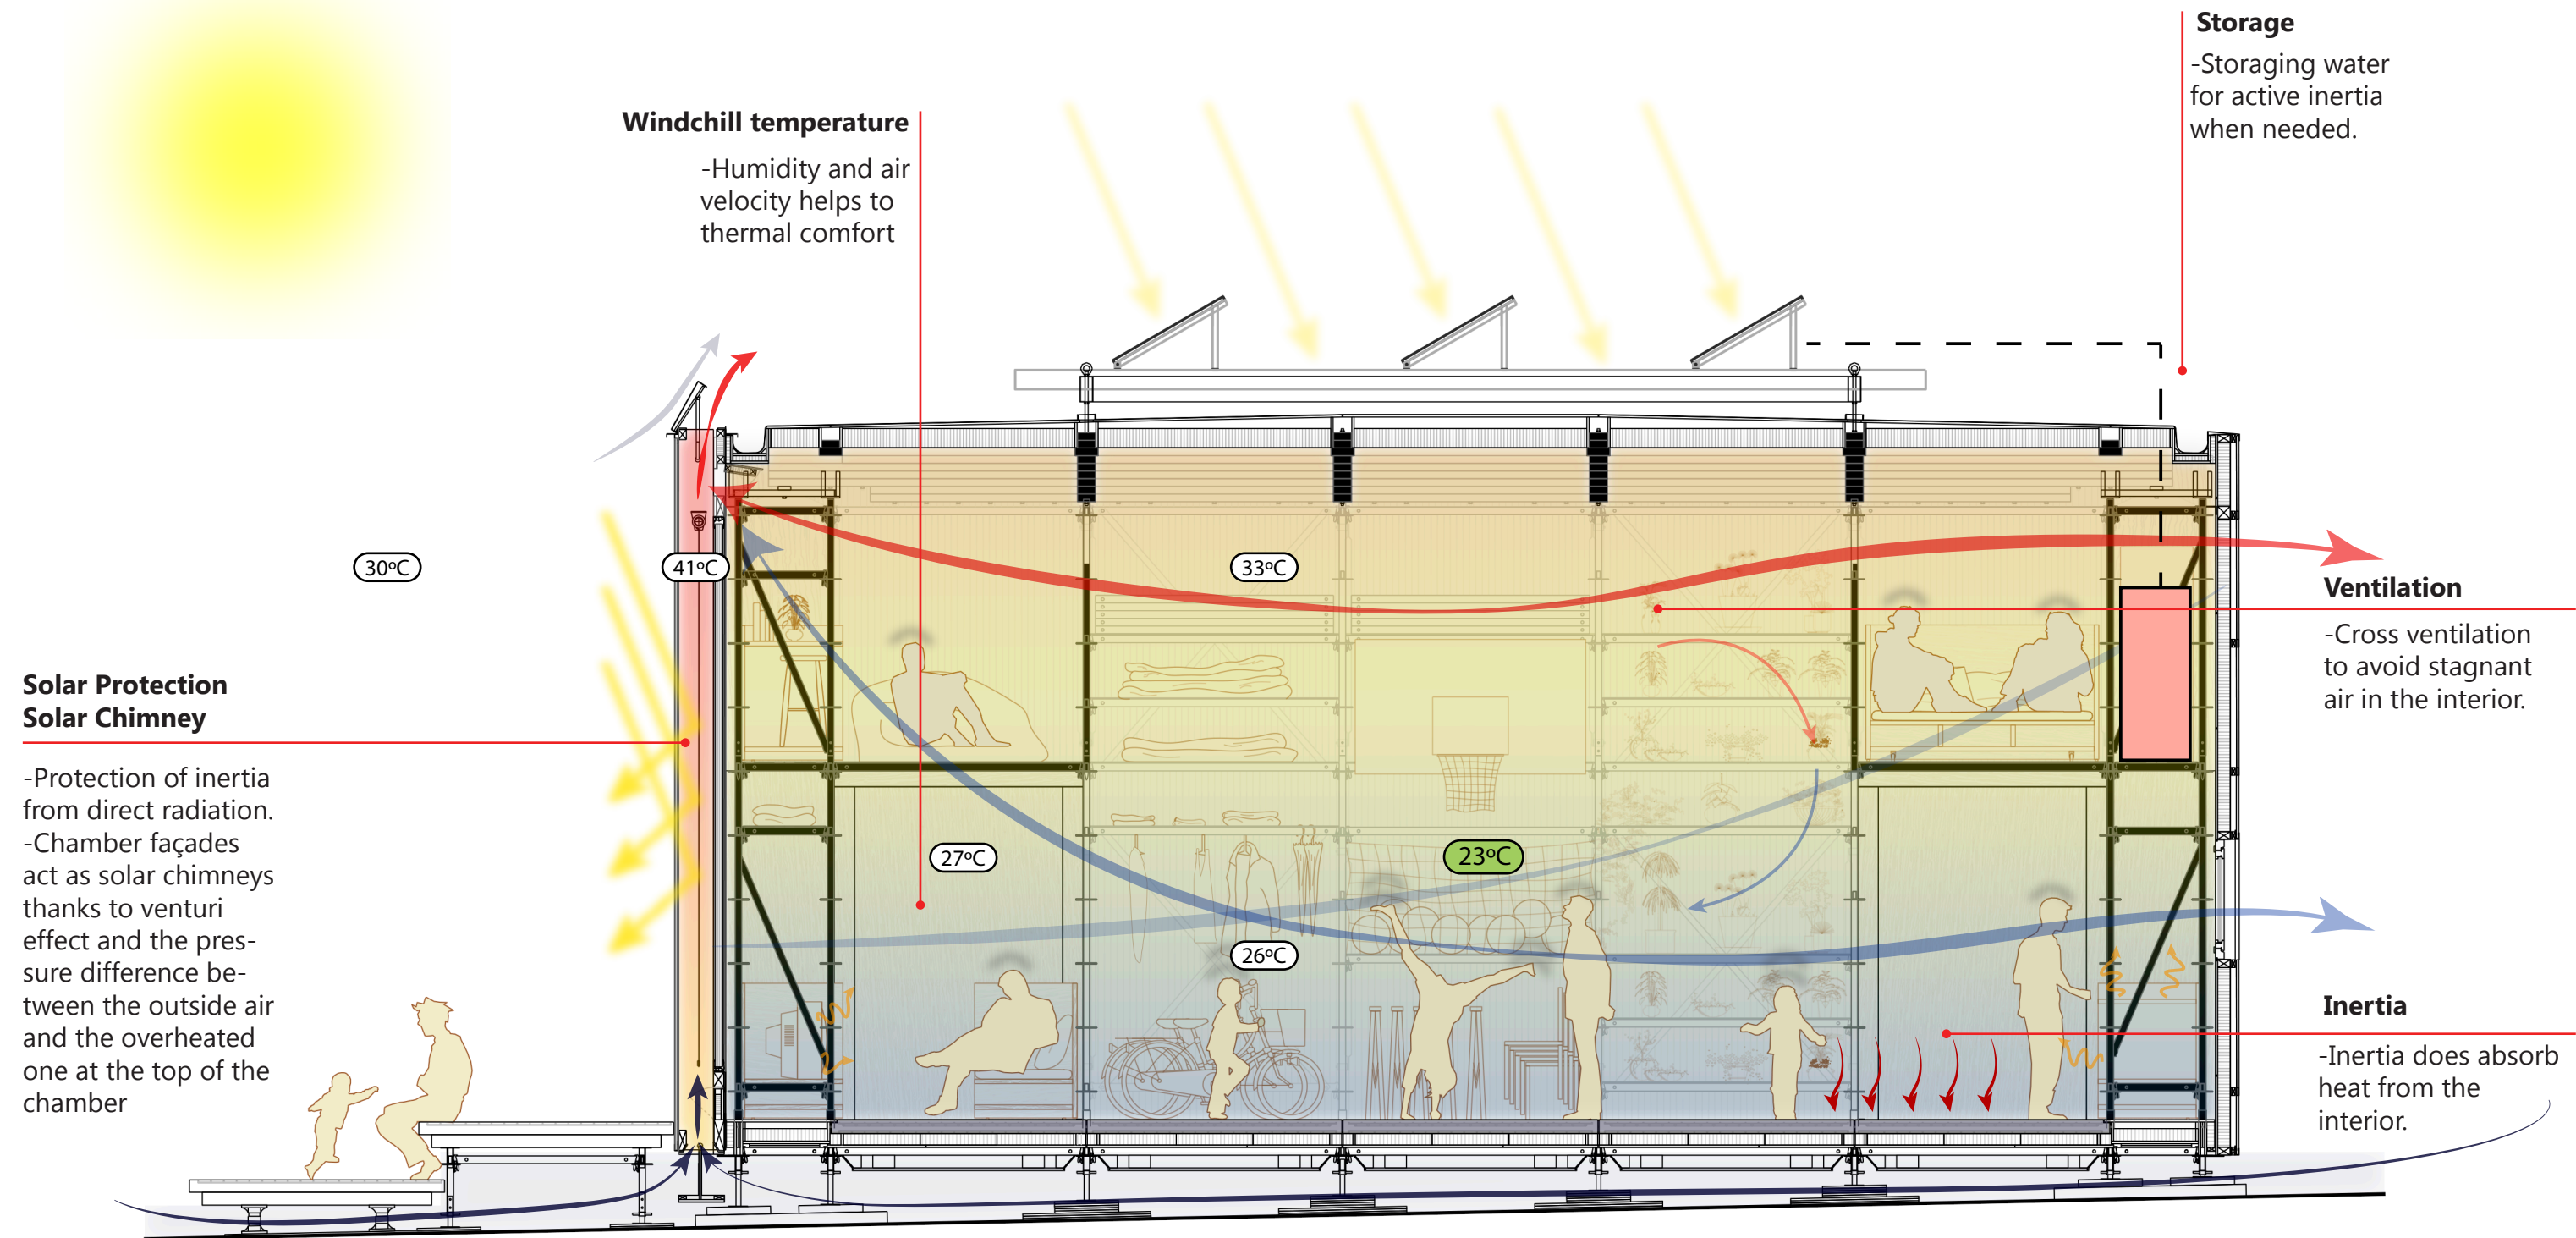 Storage
-Storaging water
for active inertia
when needed.
Windchill temperature
-Humidity and air
velocity helps to
thermal comfort
30ºC
41ºC
33ºC
Ventilation
-Cross ventilation
to avoid stagnant
air in the interior.
Solar Protection
Solar Chimney
-Protection of inertia
from direct radiation.
-Chamber façades
act as solar chimneys
thanks to venturi
effect and the pres-
sure difference be-
tween the outside air
and the overheated
one at the top of the
chamber
27ºC
23ºC
26ºC
Inertia
-Inertia does absorb
heat from the
interior.